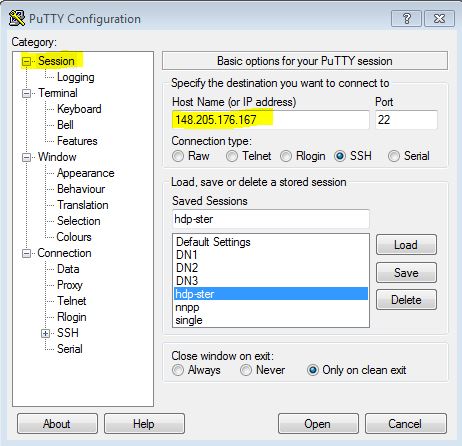 PuTTY Configuration
?
Category:
Session
Logging
Terminal
Keyboard
Bell
Features
Window
Appearance
Behaviour
Translation
Selection
Colours
Connection
Data
Proxy
Telnet
Rlogin
SSH
Serial
Basic options for your PuTTY session
Specify the destination you want to connect to
Host Name (or IP address) Port
148.205.176.167 22
Connection type:
Raw Telnet Rlogin SSH Serial
Load, save or delete a stored session
Saved Sessions
hdp-ster
Default Settings
DN1
DN2
DN3
hdp-ster
nnpp
single
Load
Save
Delete
Close window on exit:
Always Never Only on clean exit
About Help Open Cancel